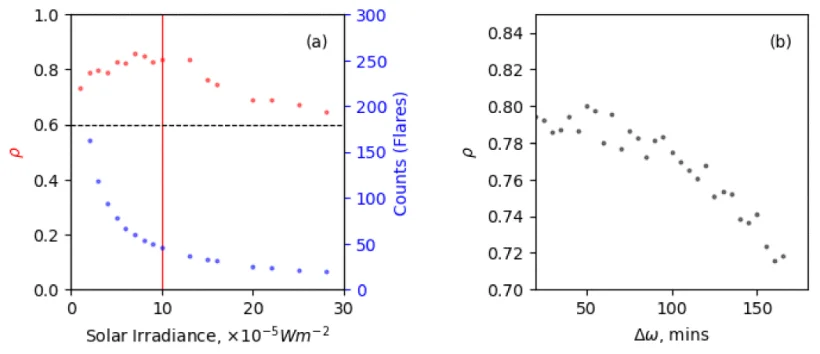 (a)
1.0
0.8
0.6
0.4
0.2
0.0
ρ
300
250
200
150
100
50
0
Counts (Flares)
0 10 20 30
Solar Irradiance, ×10⁻⁵Wm⁻²
(b)
0.84
0.82
0.80
0.78
0.76
0.74
0.72
0.70
ρ
50 100 150
Δω, mins